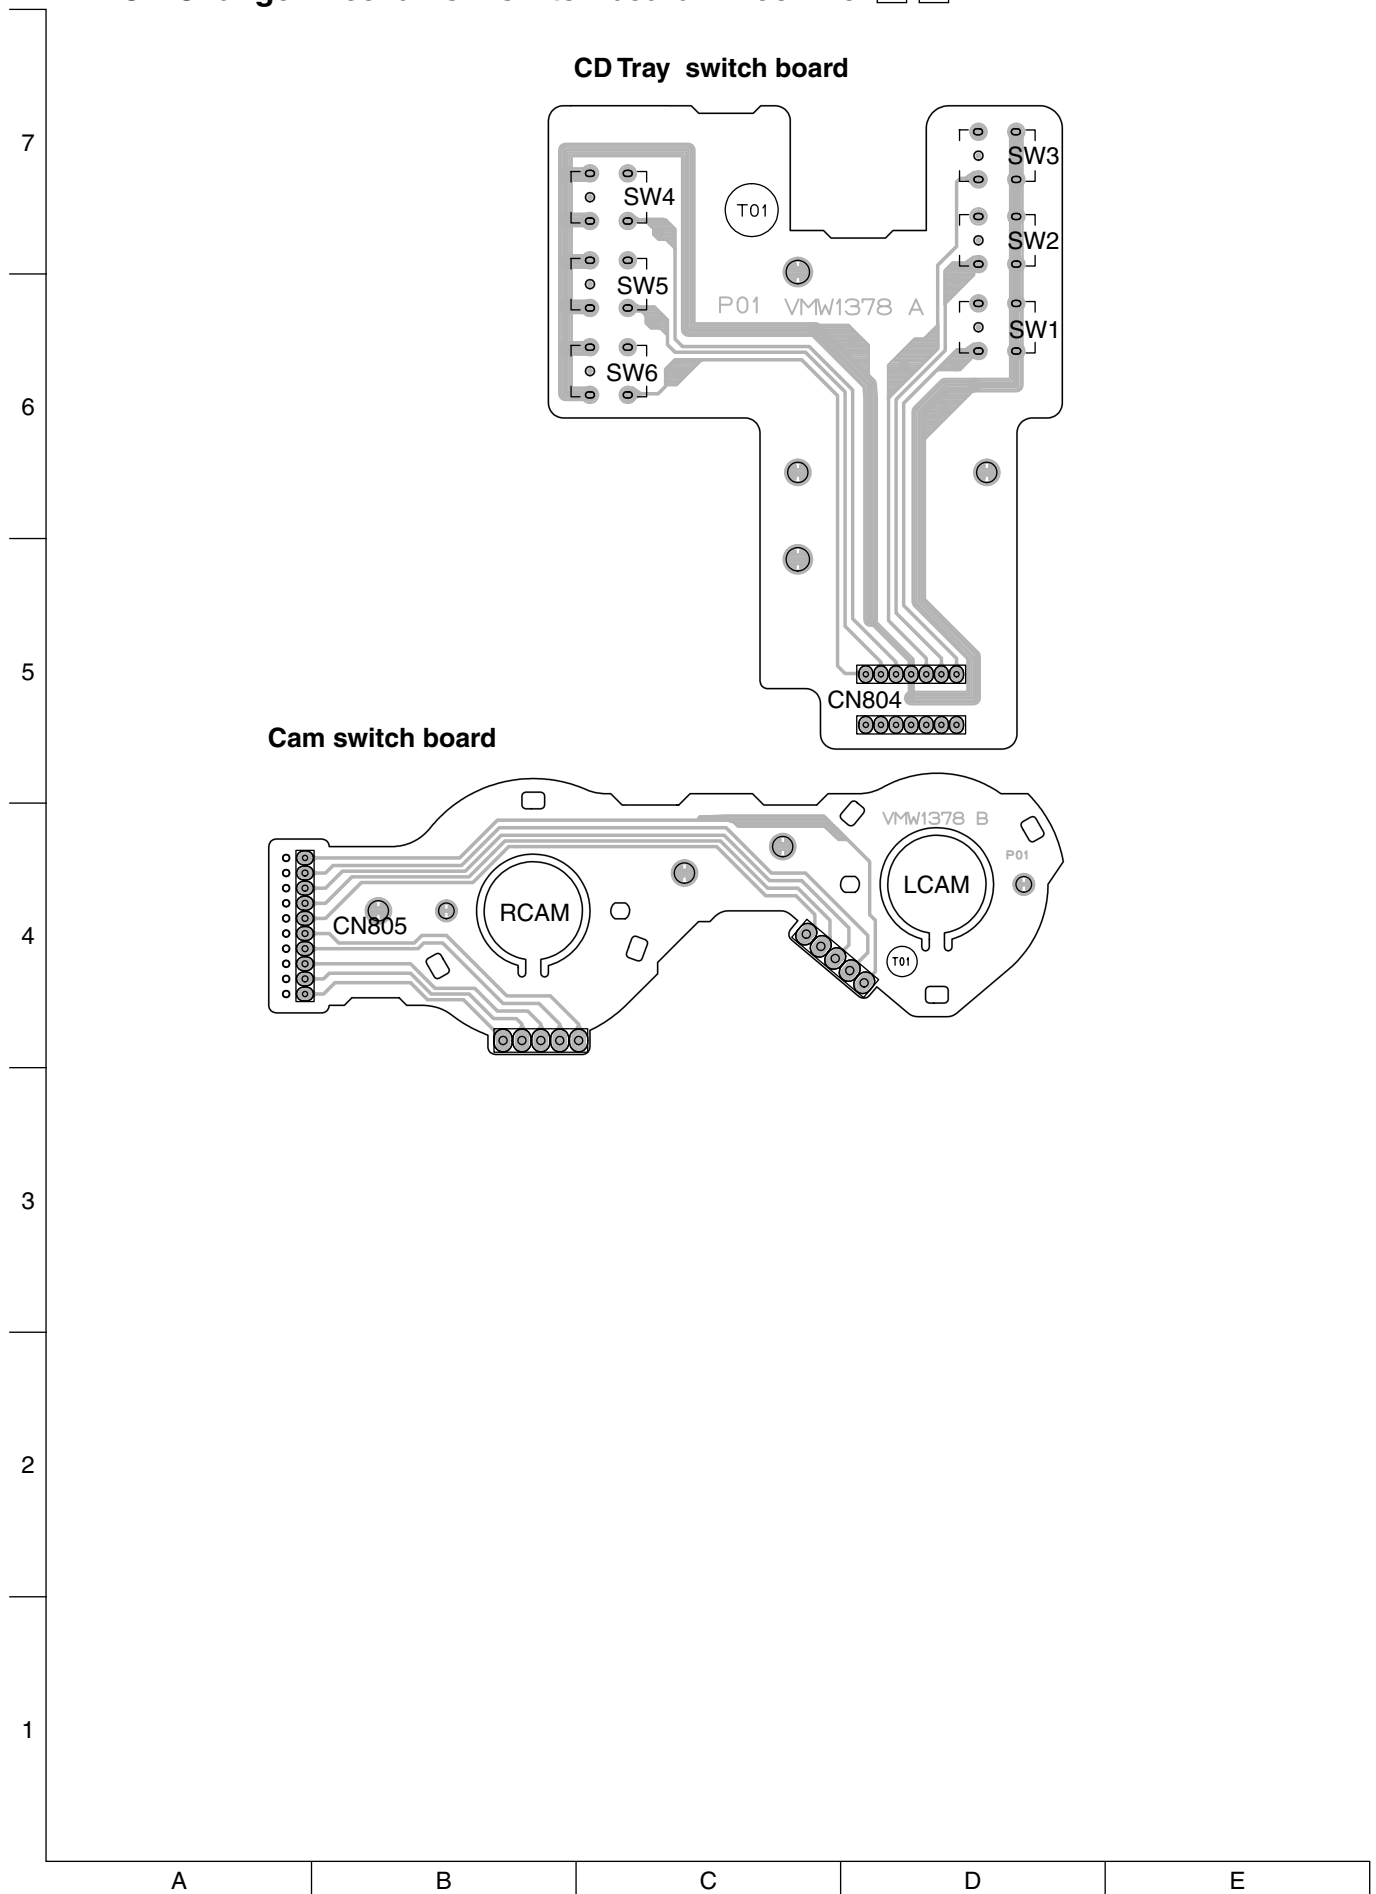 CD Tray switch board
7
SW3
SW4
T01
SW2
SW5
P01 VMW1378 A
SW1
SW6
6
5
CN804
Cam switch board
VMW1378 B
P01
LCAM
RCAM
CN805
4
T01
3
2
1
A B C D E